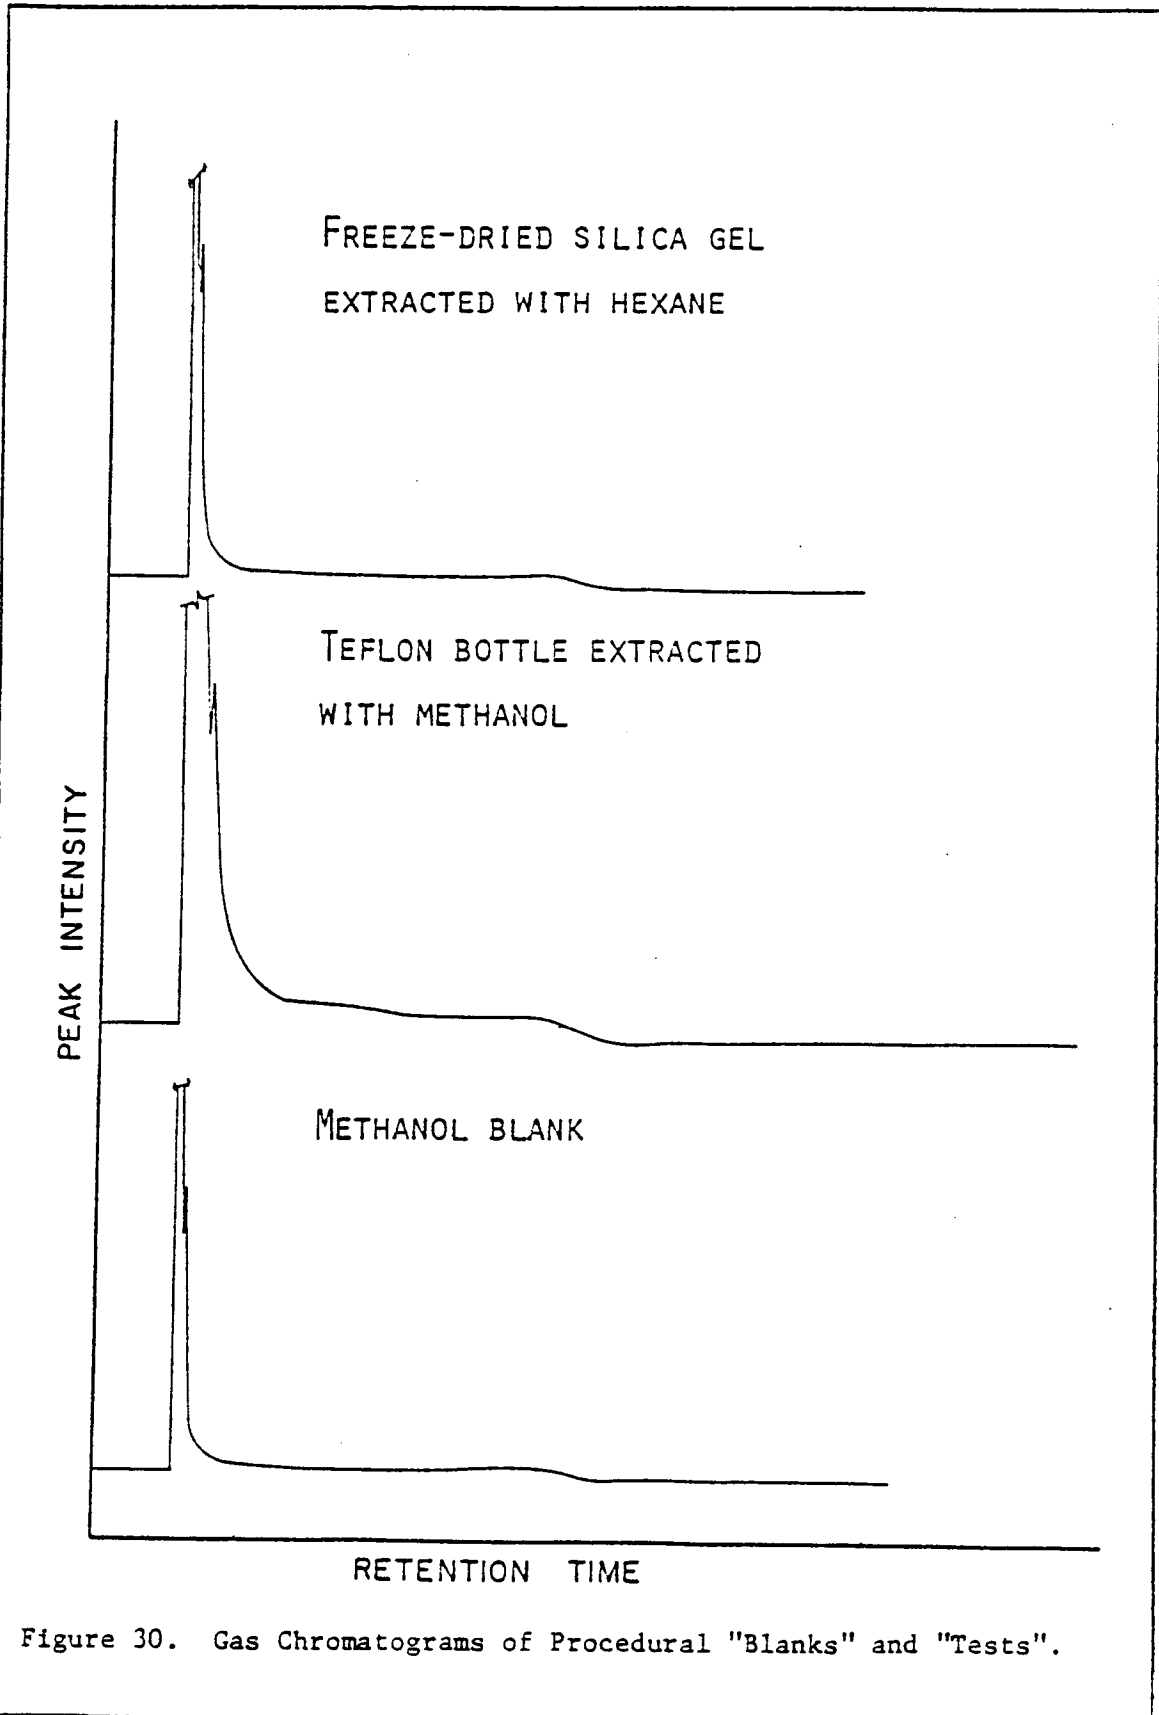 FREEZE-DRIED SILICA GEL
EXTRACTED WITH HEXANE
TEFLON BOTTLE EXTRACTED
WITH METHANOL
PEAK INTENSITY
METHANOL BLANK
RETENTION TIME
Figure 30. Gas Chromatograms of Procedural "Blanks" and "Tests".